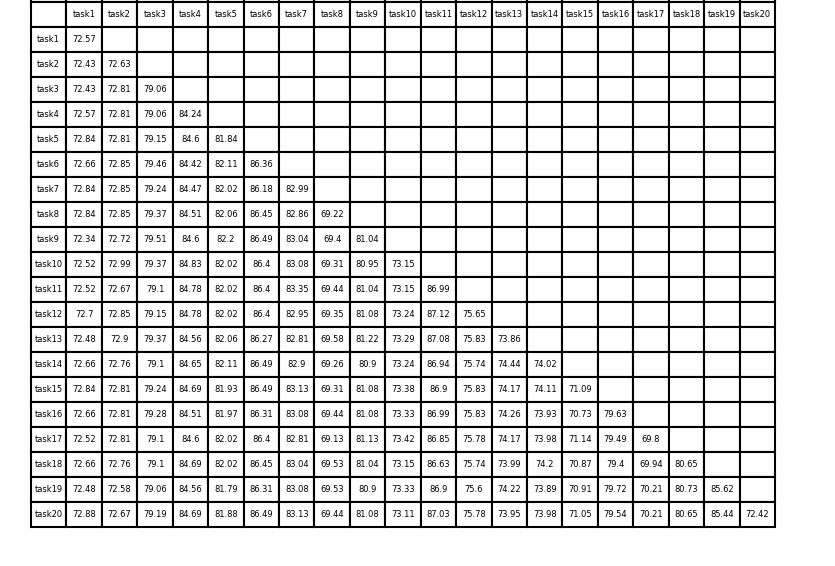 task1 task2 task3 task4 task5 task6 task7 task8 task9 task10 task11 task12 task13 task14 task15 task16 task17 task18 task19 task20
task1 72.57
task2 72.43 72.63
task3 72.43 72.81 79.06
task4 72.57 72.81 79.06 84.24
task5 72.84 72.81 79.15 84.6 81.84
task6 72.66 72.85 79.46 84.42 82.11 86.36
task7 72.84 72.85 79.24 84.47 82.02 86.18 82.99
task8 72.84 72.85 79.37 84.51 82.06 86.45 82.86 69.22
task9 72.34 72.72 79.51 84.6 82.2 86.49 83.04 69.4 81.04
task10 72.52 72.99 79.37 84.83 82.02 86.4 83.08 69.31 80.95 73.15
task11 72.52 72.67 79.1 84.78 82.02 86.4 83.35 69.44 81.04 73.15 86.99
task12 72.7 72.85 79.15 84.78 82.02 86.4 82.95 69.35 81.08 73.24 87.12 75.65
task13 72.48 72.9 79.37 84.56 82.06 86.27 82.81 69.58 81.22 73.29 87.08 75.83 73.86
task14 72.66 72.76 79.1 84.65 82.11 86.49 82.9 69.26 80.9 73.24 86.94 75.74 74.44 74.02
task15 72.84 72.81 79.24 84.69 81.93 86.49 83.13 69.31 81.08 73.38 86.9 75.83 74.17 74.11 71.09
task16 72.66 72.81 79.28 84.51 81.97 86.31 83.08 69.44 81.08 73.33 86.99 75.83 74.26 73.93 70.73 79.63
task17 72.52 72.81 79.1 84.6 82.02 86.4 82.81 69.13 81.13 73.42 86.85 75.78 74.17 73.98 71.14 79.49 69.8
task18 72.66 72.76 79.1 84.69 82.02 86.45 83.04 69.53 81.04 73.15 86.63 75.74 73.99 74.2 70.87 79.4 69.94 80.65
task19 72.48 72.58 79.06 84.56 81.79 86.31 83.08 69.53 80.9 73.33 86.9 75.6 74.22 73.89 70.91 79.72 70.21 80.73 85.62
task20 72.88 72.67 79.19 84.69 81.88 86.49 83.13 69.44 81.08 73.11 87.03 75.78 73.95 73.98 71.05 79.54 70.21 80.65 85.44 72.42